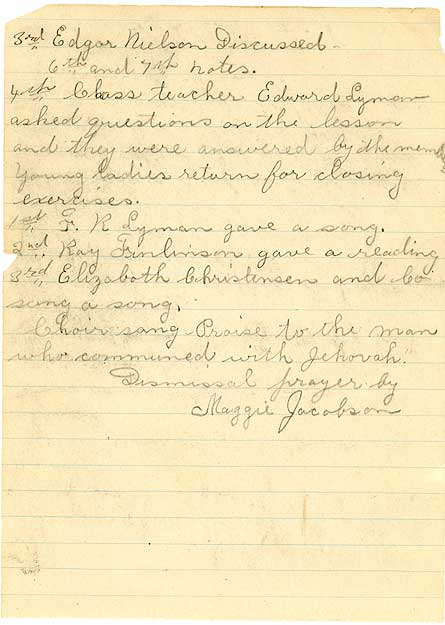 3rd Edgar Nielson Discussed
6th and 7th notes.
4th Class teacher Edward Lyman
asked questions on the lesson
and they were answered by the mem
Young ladies return for closing
exercises.
1st F. R Lyman gave a song.
2nd Ray Finlinson gave a reading
3rd Elizabeth Christensen and Co
sang a song.
Choir sang Praise to the man
who communed with Jehovah."
Dismissal prayer by
Maggie Jacobson